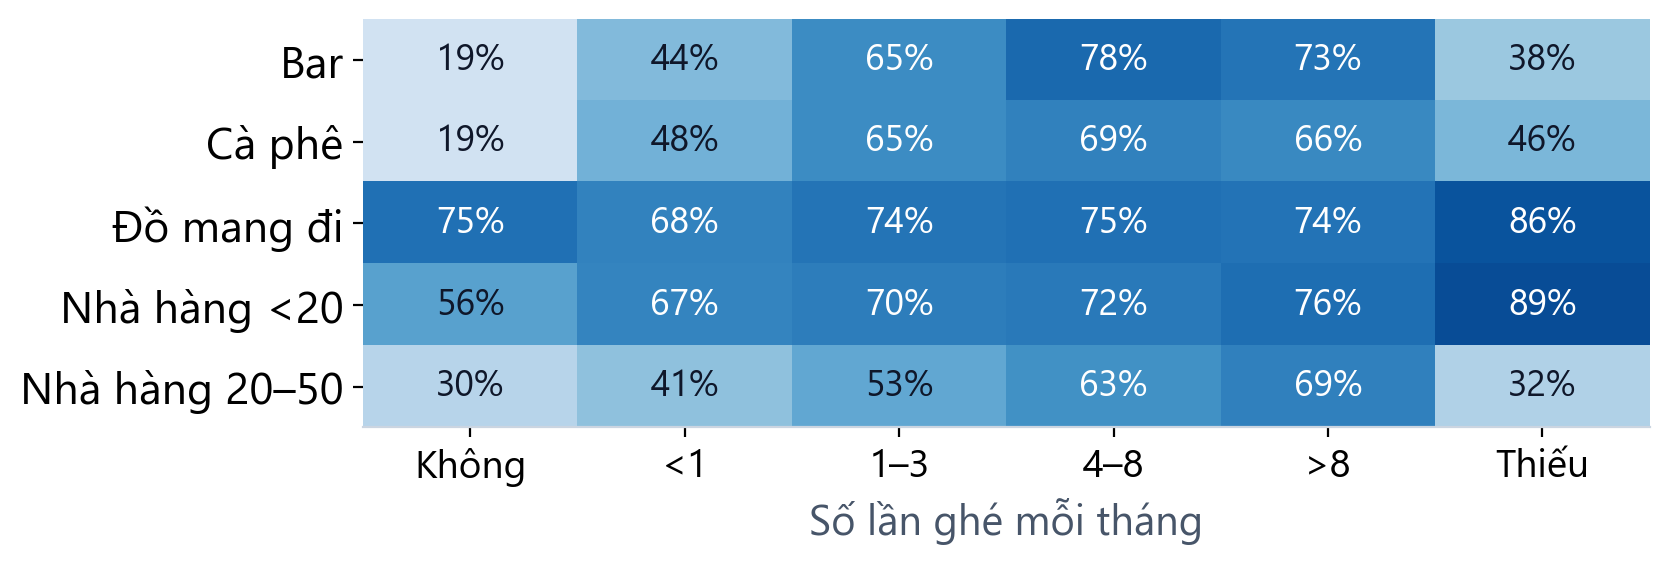 Bar 19% 44% 65% 78% 73% 38%
Cà phê 19% 48% 65% 69% 66% 46%
Đồ mang đi 75% 68% 74% 75% 74% 86%
Nhà hàng <20 56% 67% 70% 72% 76% 89%
Nhà hàng 20–50 30% 41% 53% 63% 69% 32%
Không <1 1–3 4–8 >8 Thiếu
Số lần ghé mỗi tháng